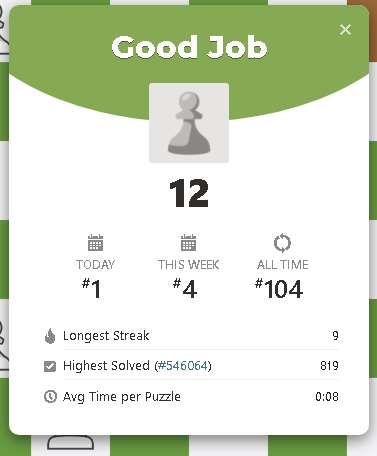 Good Job
×
12
TODAY THIS WEEK ALL TIME
#1 #4 #104
Longest Streak 9
Highest Solved (#546064) 819
Avg Time per Puzzle 0:08